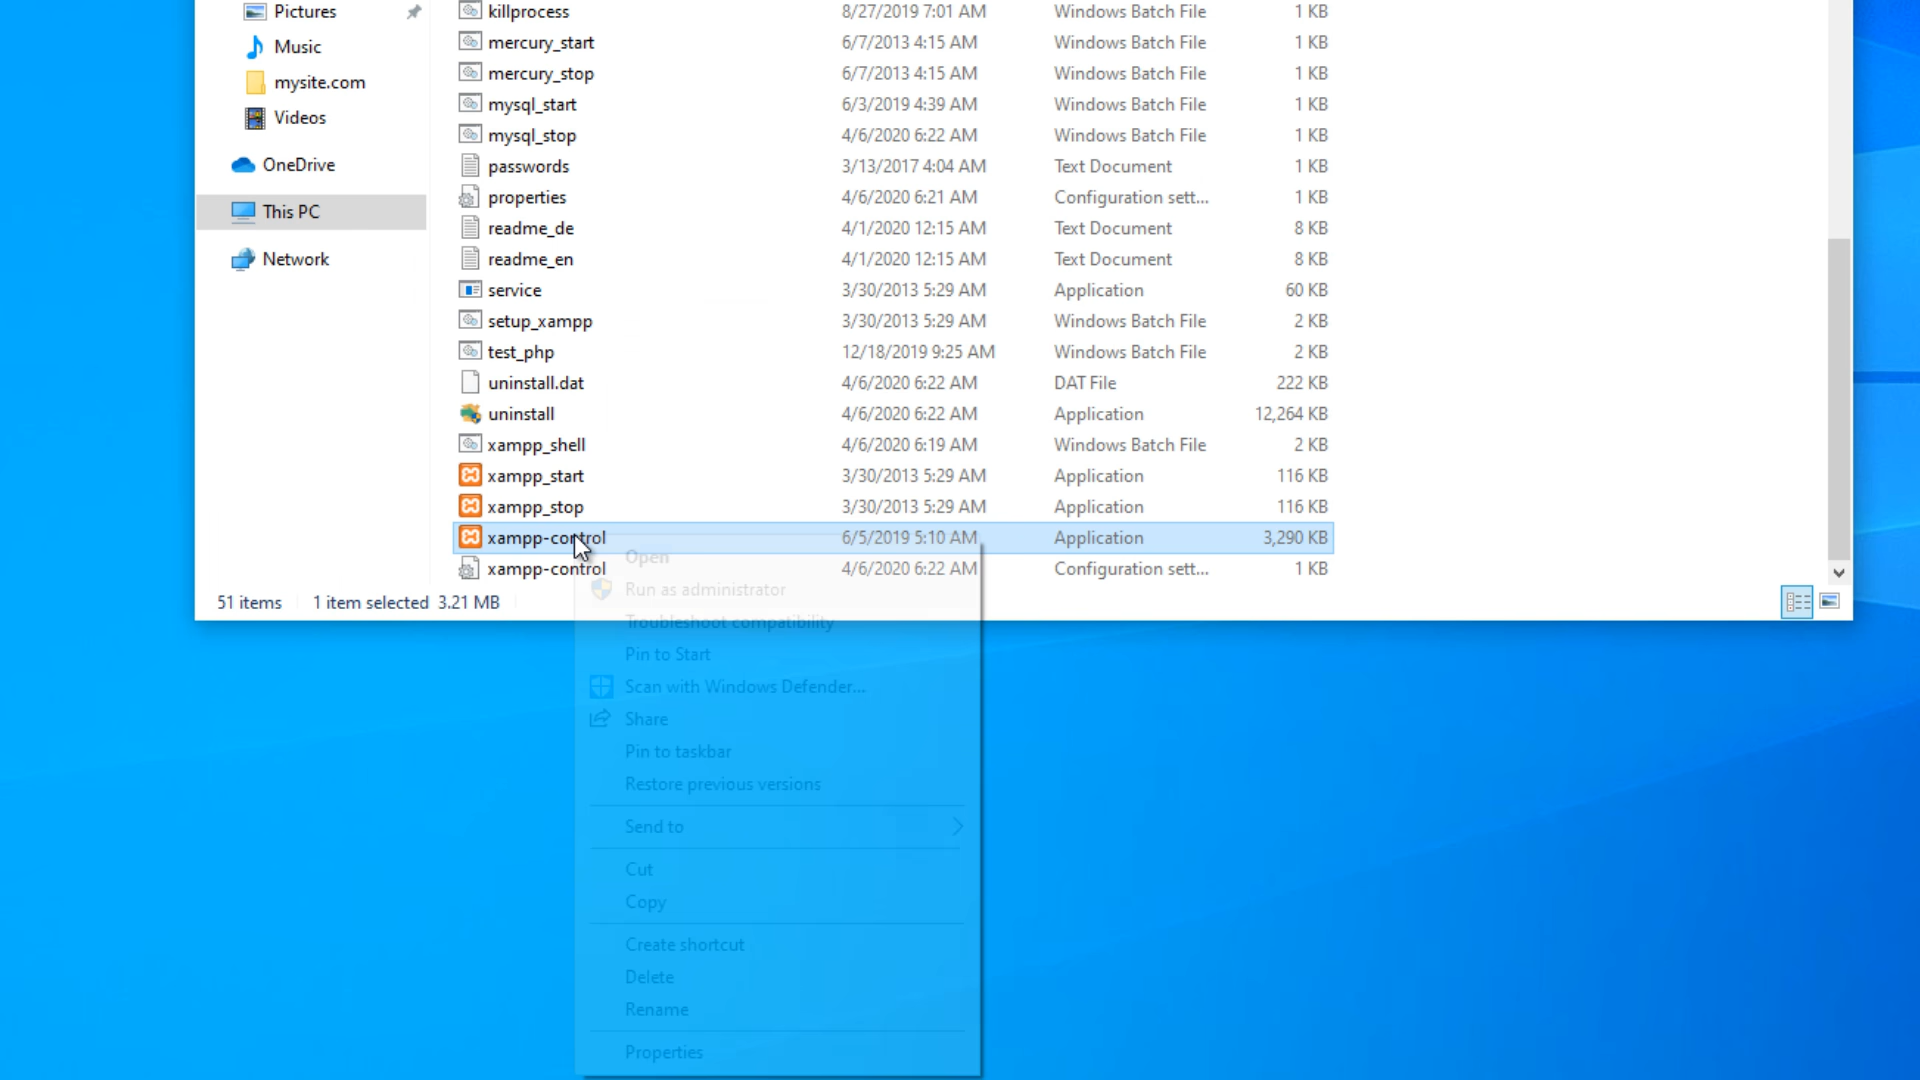 Pictures
Music
mysite.com
Videos
OneDrive
This PC
Network
killprocess 8/27/2019 7:01 AM Windows Batch File 1 KB
mercury_start 6/7/2013 4:15 AM Windows Batch File 1 KB
mercury_stop 6/7/2013 4:15 AM Windows Batch File 1 KB
mysql_start 6/3/2019 4:39 AM Windows Batch File 1 KB
mysql_stop 4/6/2020 6:22 AM Windows Batch File 1 KB
passwords 3/13/2017 4:04 AM Text Document 1 KB
properties 4/6/2020 6:21 AM Configuration sett... 1 KB
readme_de 4/1/2020 12:15 AM Text Document 8 KB
readme_en 4/1/2020 12:15 AM Text Document 8 KB
service 3/30/2013 5:29 AM Application 60 KB
setup_xampp 3/30/2013 5:29 AM Windows Batch File 2 KB
test_php 12/18/2019 9:25 AM Windows Batch File 2 KB
uninstall.dat 4/6/2020 6:22 AM DAT File 222 KB
uninstall 4/6/2020 6:22 AM Application 12,264 KB
xampp_shell 4/6/2020 6:19 AM Windows Batch File 2 KB
xampp_start 3/30/2013 5:29 AM Application 116 KB
xampp_stop 3/30/2013 5:29 AM Application 116 KB
xampp-control 6/5/2019 5:10 AM Application 3,290 KB
xampp-control 4/6/2020 6:22 AM Configuration sett... 1 KB
51 items 1 item selected 3.21 MB
Open
Run as administrator
Troubleshoot compatibility
Pin to Start
Scan with Windows Defender...
Share
Pin to taskbar
Restore previous versions
Send to
Cut
Copy
Create shortcut
Delete
Rename
Properties